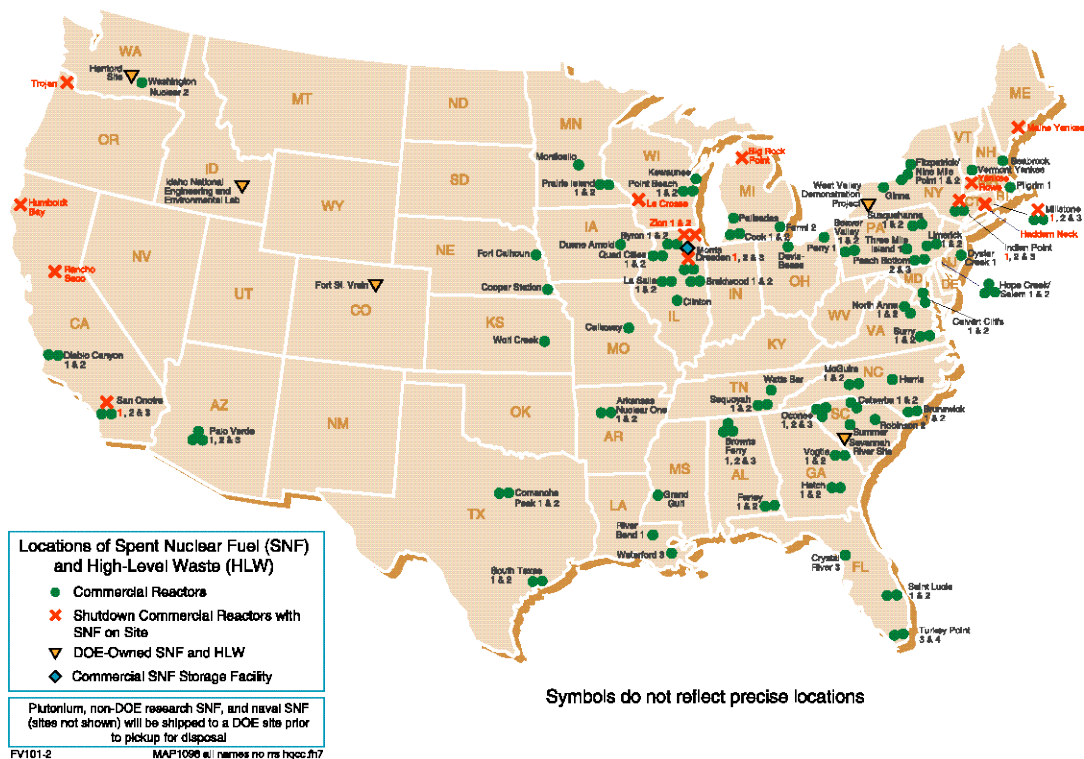 WA
Hanford
Site
Washington
Nuclear 2
Trojan
OR
ID
Idaho National
Engineering and
Environmental Lab
MT
ND
SD
WY
NE
Humboldt
Bay
Rancho
Seco
NV
UT
CA
Fort St. Vrain
CO
Diablo Canyon
1 & 2
San Onofre
1, 2 & 3
AZ
Palo Verde
1, 2 & 3
NM
MN
Monticello
Prairie Island
1 & 2
WI
Kewaunee
Point Beach
1 & 2
La Crosse
Big Rock
Point
MI
Palisades
Cook 1 & 2
Fermi 2
Davis-
Besse
Perry 1
IA
Duane Arnold
Zion 1 & 2
Byron 1 & 2
Quad Cities
1 & 2
Morris
Dresden 1, 2 & 3
La Salle
1 & 2
Braidwood 1 & 2
Clinton
IL
IN
OH
Fort Calhoun
Cooper Station
KS
Wolf Creek
Callaway
MO
KY
OK
Arkansas
Nuclear One
1 & 2
AR
TN
Watts Bar
Sequoyah
1 & 2
TX
Comanche
Peak 1 & 2
South Texas
1 & 2
LA
River
Bend 1
Waterford 3
MS
Grand
Gulf
AL
Browns
Ferry
1, 2 & 3
Farley
1 & 2
GA
Vogtle
1 & 2
Hatch
1 & 2
FL
Crystal
River 3
Saint Lucie
1 & 2
Turkey Point
3 & 4
SC
Oconee
1, 2 & 3
Catawba 1 & 2
Robinson 2
Summer
Savannah
River Site
NC
McGuire
1 & 2
Harris
Brunswick
1 & 2
WV
VA
North Anna
1 & 2
Surry
1 & 2
MD
DE
NJ
Calvert Cliffs
1 & 2
Hope Creek/
Salem 1 & 2
Oyster
Creek 1
PA
Susquehanna
1 & 2
Beaver
Valley
1 & 2
Three Mile
Island 1
Limerick
1 & 2
Peach Bottom
2 & 3
West Valley
Demonstration
Project
NY
Fitzpatrick/
Nine Mile
Point 1 & 2
Ginna
Indian Point
1, 2 & 3
CT
RI
Haddam Neck
Millstone
1, 2 & 3
Pilgrim 1
Yankee
Rowe
Vermont Yankee
Seabrook
VT
NH
ME
Maine Yankee
Locations of Spent Nuclear Fuel (SNF)
and High-Level Waste (HLW)
Commercial Reactors
Shutdown Commercial Reactors with
SNF on Site
DOE-Owned SNF and HLW
Commercial SNF Storage Facility
Plutonium, non-DOE research SNF, and naval SNF
(sites not shown) will be shipped to a DOE site prior
to pickup for disposal
Symbols do not reflect precise locations
FV101-2